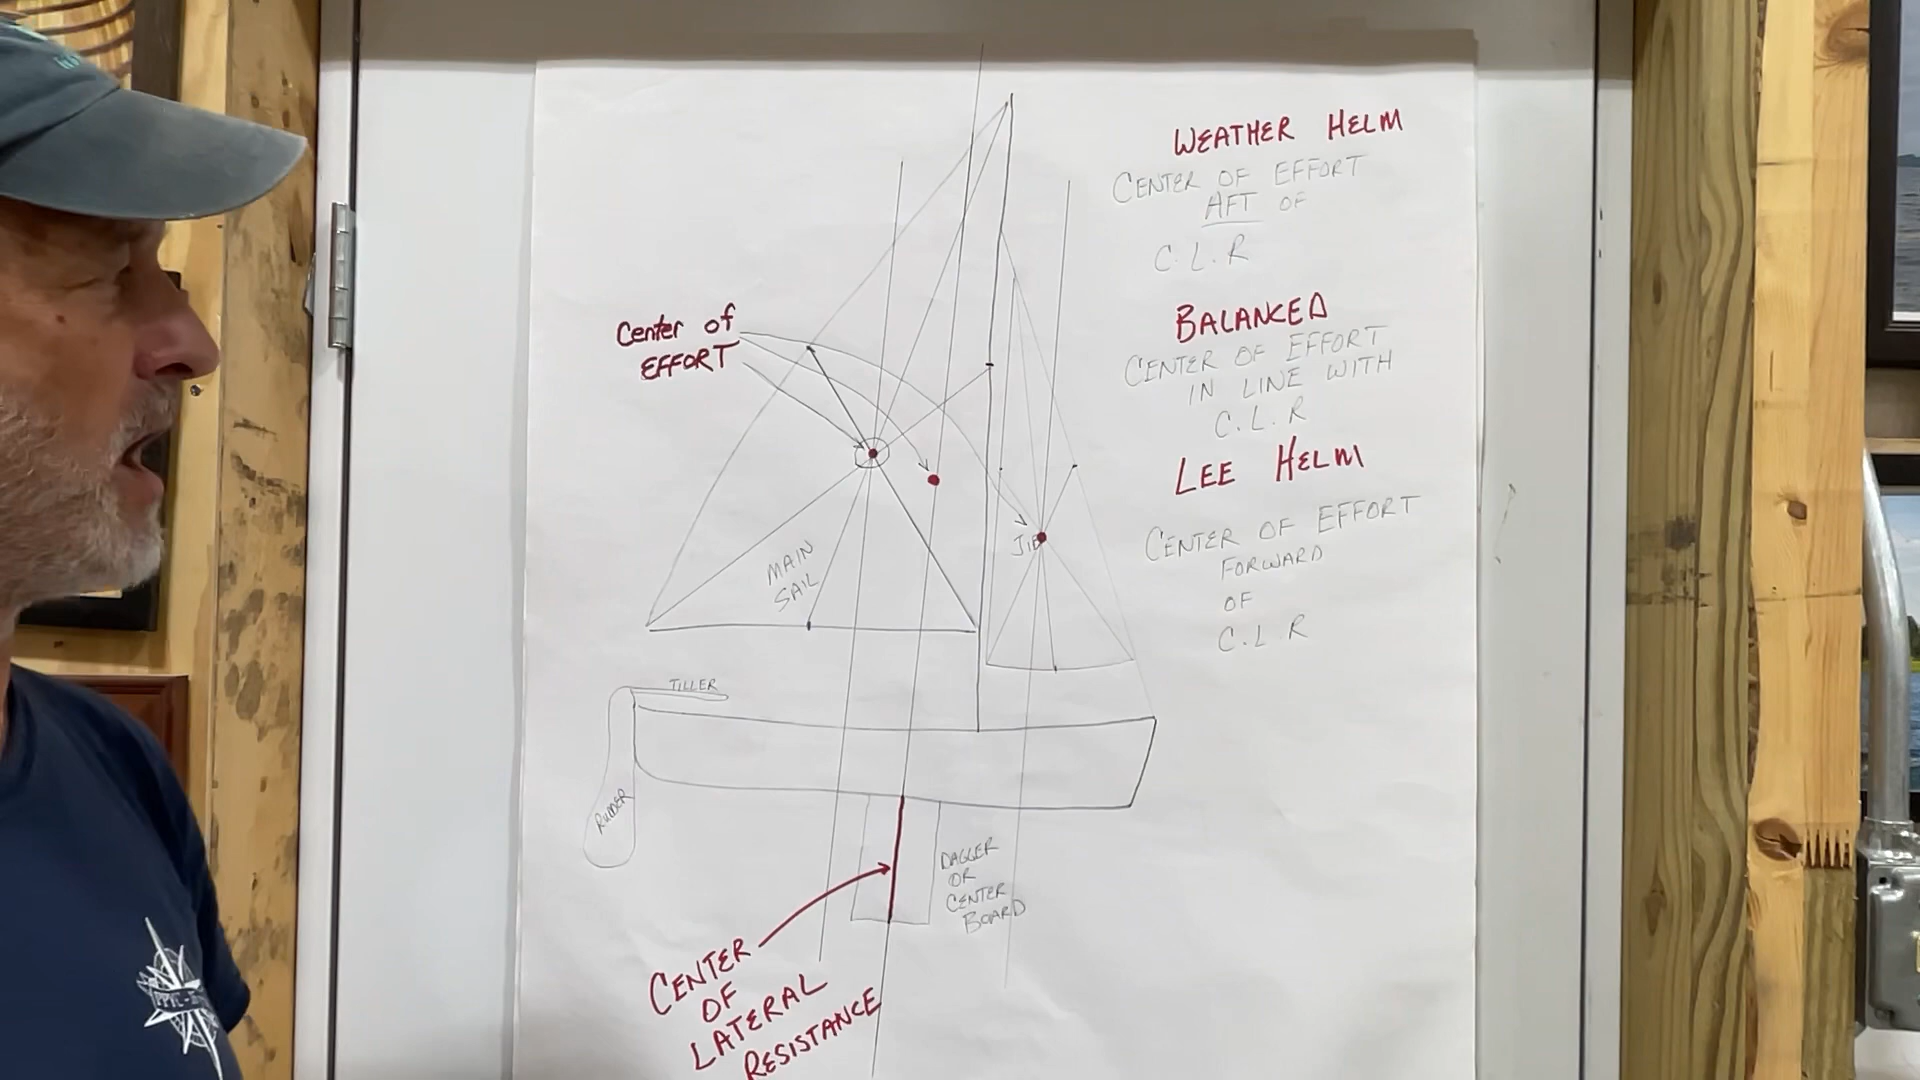 WEATHER HELM
CENTER OF EFFORT
AFT OF
C.L.R
BALANCED
CENTER OF EFFORT
IN LINE WITH
C.L.R
LEE HELM
CENTER OF EFFORT
FORWARD
OF
C.L.R
Center of
EFFORT
MAIN
SAIL
JIB
TILLER
RUDDER
DAGGER
OR
CENTER
BOARD
CENTER
OF
LATERAL
RESISTANCE